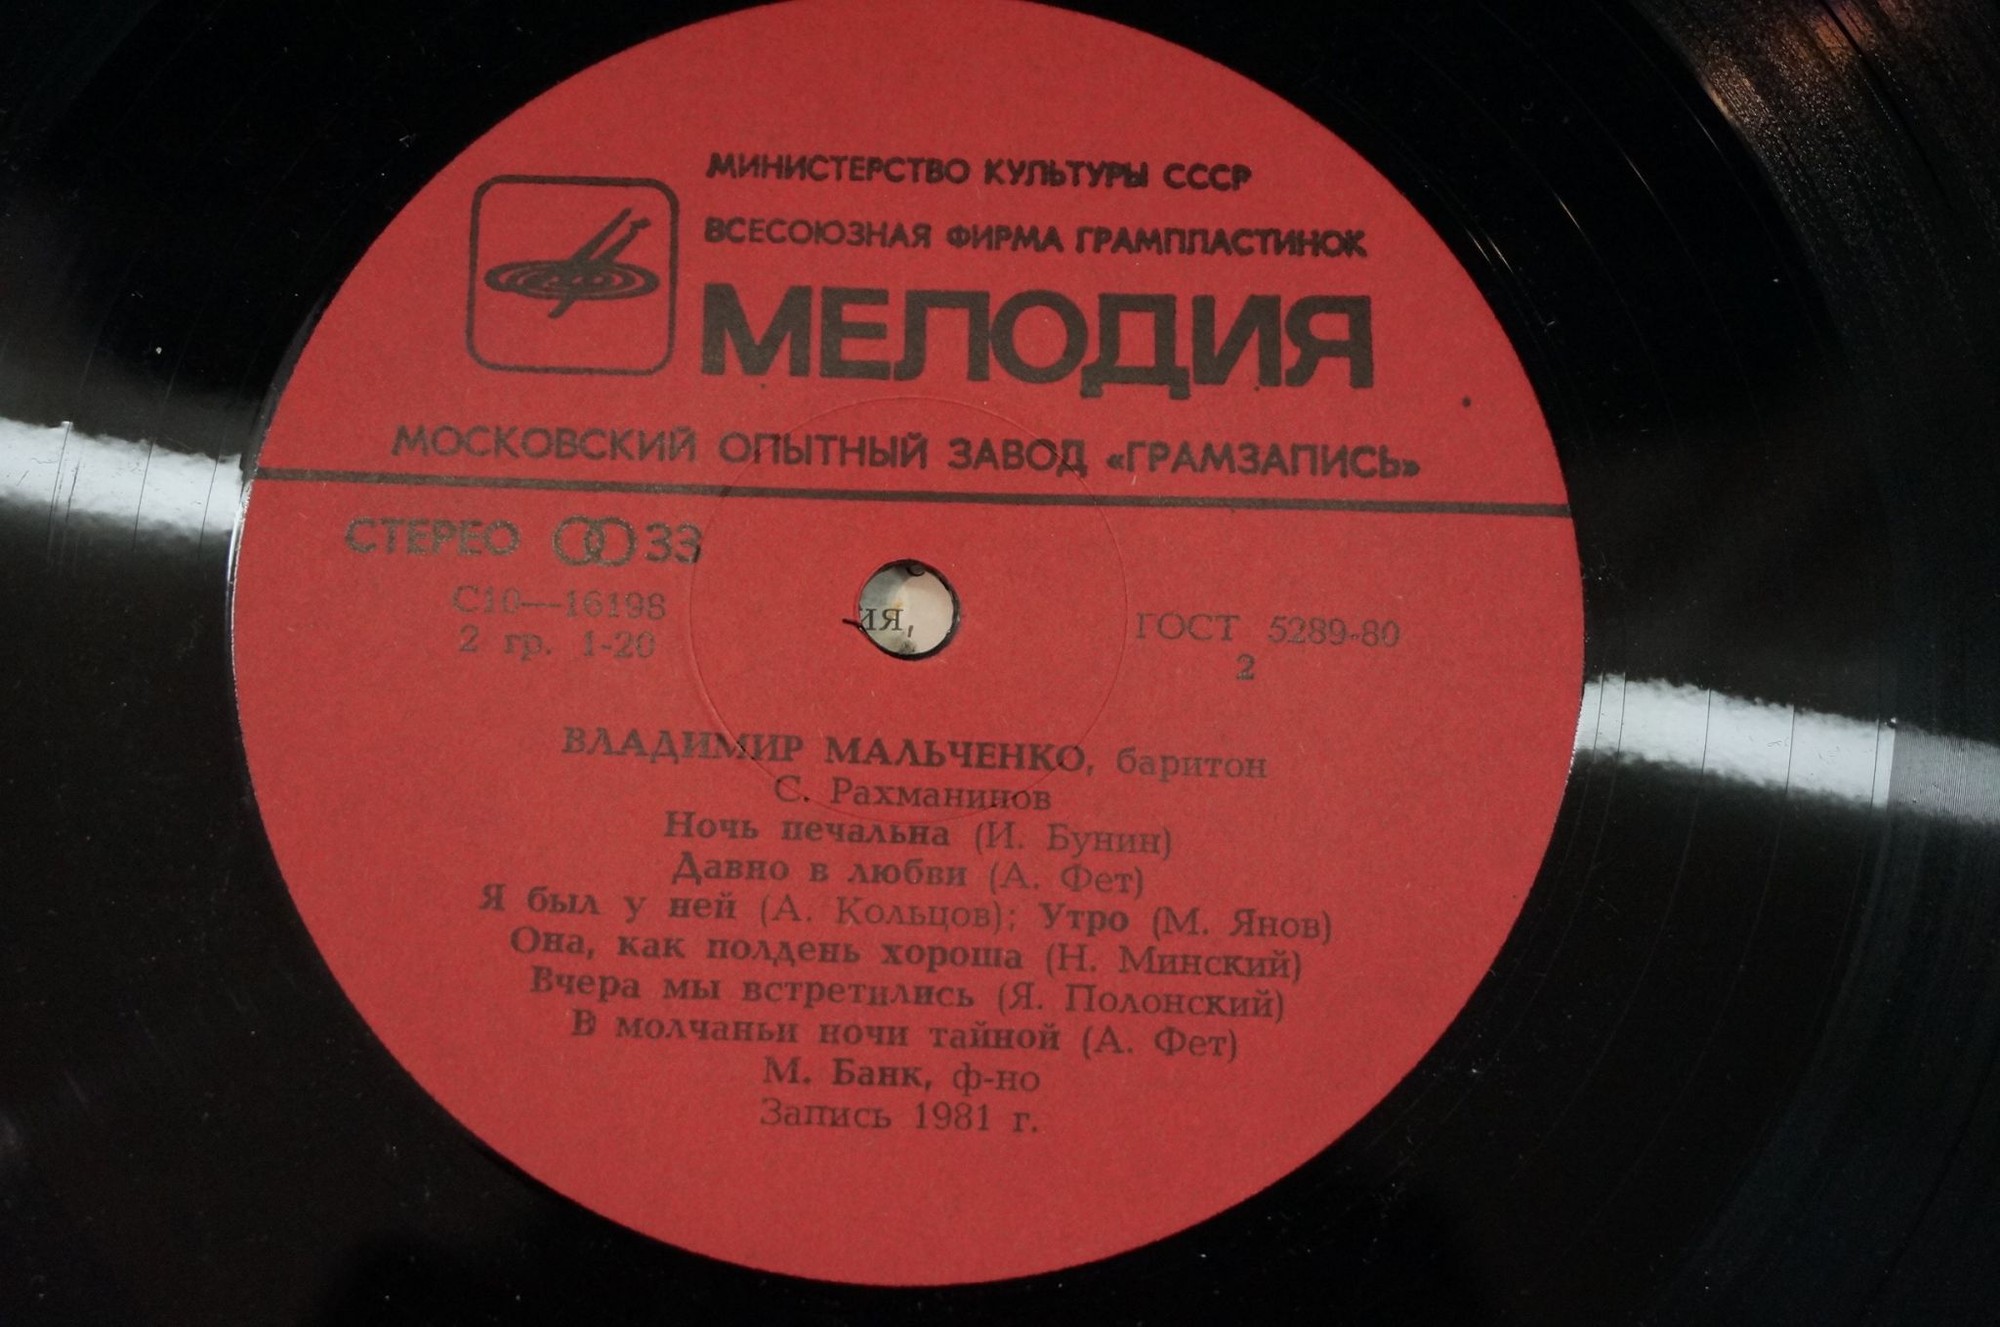 МИНИСТЕРСТВО КУЛЬТУРЫ СССР
ВСЕСОЮЗНАЯ ФИРМА ГРАМПЛАСТИНОК
МЕЛОДИЯ
МОСКОВСКИЙ ОПЫТНЫЙ ЗАВОД «ГРАМЗАПИСЬ»
СТЕРЕО 33
С10—16198
2 гр. 1-20
ИЯ,
ГОСТ 5289-80
2
ВЛАДИМИР МАЛЬЧЕНКО, баритон
С. Рахманинов
Ночь печальна (И. Бунин)
Давно в любви (А. Фет)
Я был у ней (А. Кольцов); Утро (М. Янов)
Она, как полдень хороша (Н. Минский)
Вчера мы встретились (Я. Полонский)
В молчаньи ночи тайной (А. Фет)
М. Банк, ф-но
Запись 1981 г.